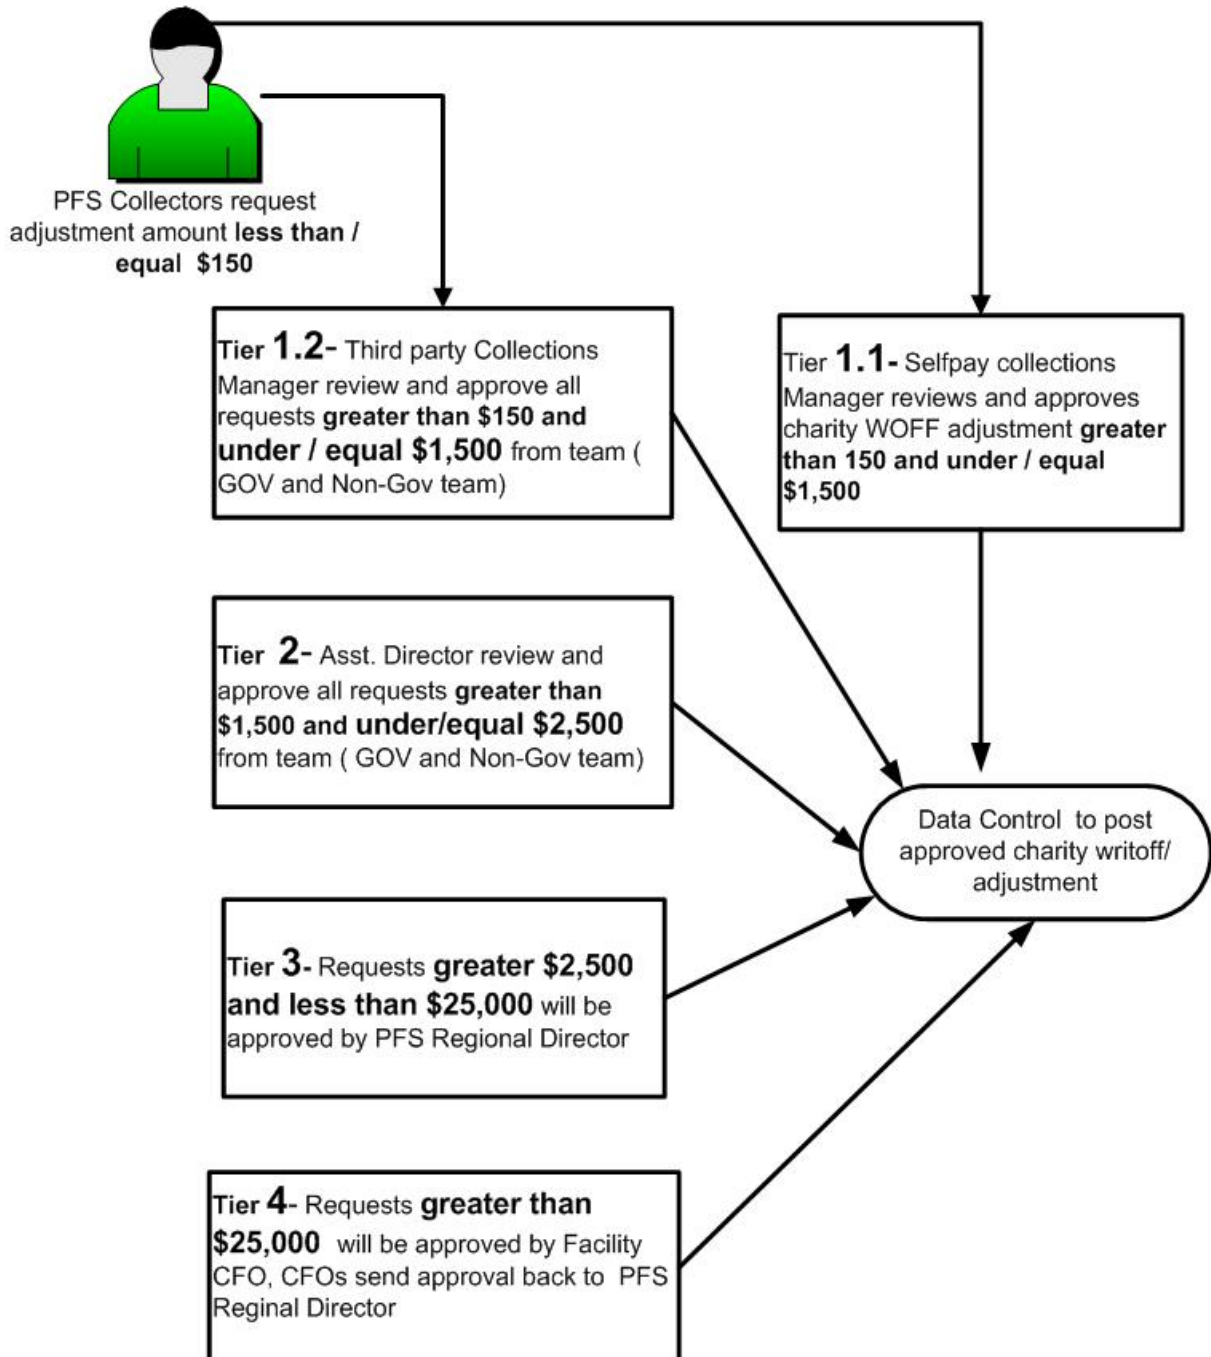 PFS Collectors request
adjustment amount less than /
equal $150
Tier 1.2- Third party Collections
Manager review and approve all
requests greater than $150 and
under / equal $1,500 from team (
GOV and Non-Gov team)
Tier 1.1- Selfpay collections
Manager reviews and approves
charity WOFF adjustment greater
than 150 and under / equal
$1,500
Tier 2- Asst. Director review and
approve all requests greater than
$1,500 and under/equal $2,500
from team ( GOV and Non-Gov team)
Data Control to post
approved charity writoff/
adjustment
Tier 3- Requests greater $2,500
and less than $25,000 will be
approved by PFS Regional Director
Tier 4- Requests greater than
$25,000 will be approved by Facility
CFO, CFOs send approval back to PFS
Reginal Director